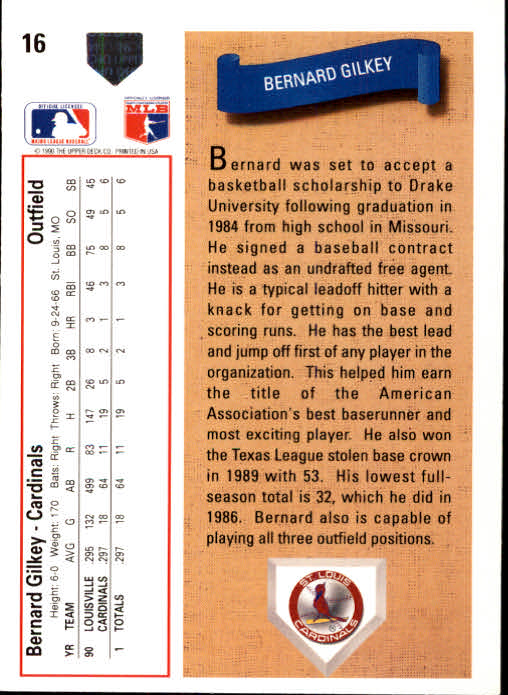 16
OFFICIAL LICENSEE
MAJOR LEAGUE BASEBALL
MLB
© 1990 THE UPPER DECK CO. PRINTED IN USA
Bernard Gilkey - Cardinals Outfield
Height: 6-0 Weight: 170 Bats: Right Throws: Right Born: 9-24-66 St. Louis, MO
YR TEAM AVG G AB R H 2B 3B HR RBI BB SO SB
90 LOUISVILLE .295 132 499 83 147 26 8 3 46 75 49 45
CARDINALS .297 18 64 11 19 5 2 1 3 8 5 6
1 TOTALS .297 18 64 11 19 5 2 1 3 8 5 6
BERNARD GILKEY
Bernard was set to accept a
basketball scholarship to Drake
University following graduation in
1984 from high school in Missouri.
He signed a baseball contract
instead as an undrafted free agent.
He is a typical leadoff hitter with a
knack for getting on base and
scoring runs. He has the best lead
and jump off first of any player in the
organization. This helped him earn
the title of the American
Association's best baserunner and
most exciting player. He also won
the Texas League stolen base crown
in 1989 with 53. His lowest full-
season total is 32, which he did in
1986. Bernard also is capable of
playing all three outfield positions.
ST. LOUIS
CARDINALS